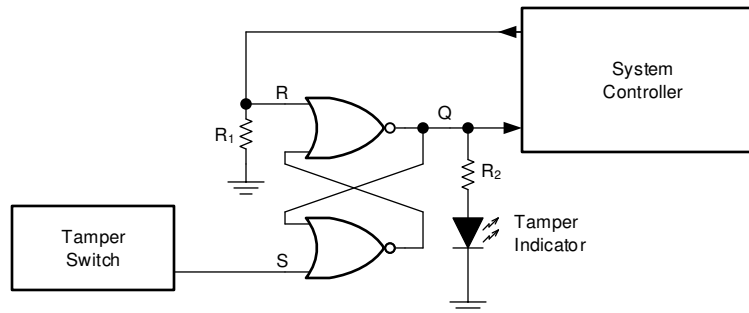 System
Controller
R
Q
R1
R2
Tamper
Indicator
Tamper
Switch
S